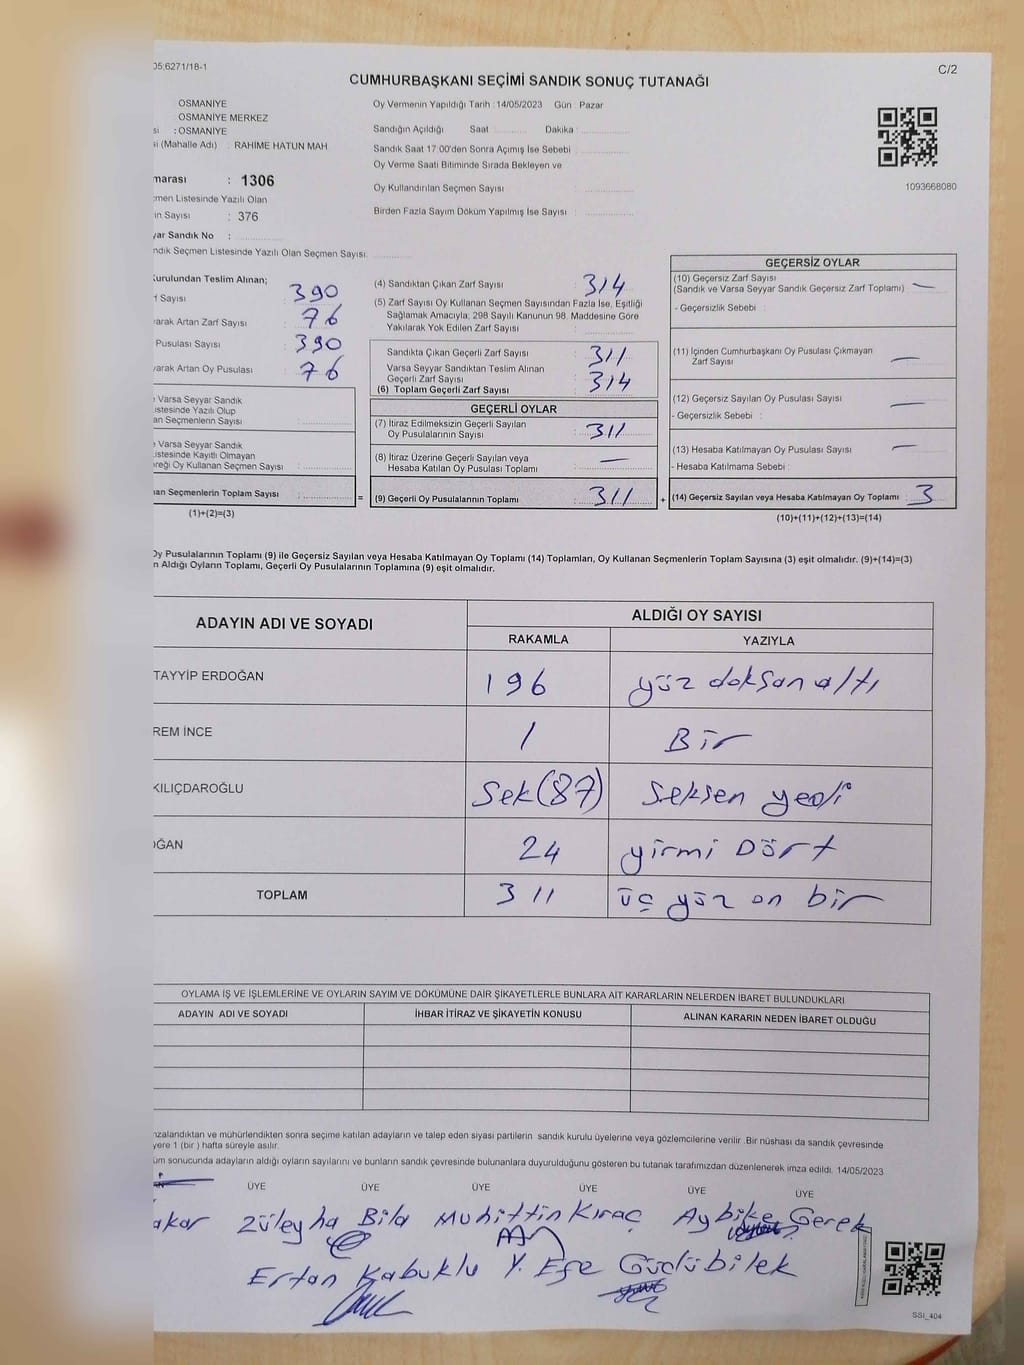 05:6271/18-1
C/2
CUMHURBAŞKANI SEÇİMİ SANDIK SONUÇ TUTANAĞI
OSMANİYE
OSMANİYE MERKEZ
: OSMANİYE
(Mahalle Adı) : RAHIME HATUN MAH
marası : 1306
men Listesinde Yazılı Olan
Sayısı : 376
yar Sandık No :
ndık Seçmen Listesinde Yazılı Olan Seçmen Sayısı:
Oy Vermenin Yapıldığı Tarih :14/05/2023 Gün : Pazar
Sandığın Açıldığı Saat Dakika :
Sandık Saat 17:00'den Sonra Açımış İse Sebebi :
Oy Verme Saati Bitiminde Sırada Bekleyen ve
Oy Kullandırılan Seçmen Sayısı :
Birden Fazla Sayım Döküm Yapılmış İse Sayısı :
1093668080
urulundan Teslim Alınan;
Sayısı : 390
arak Artan Zarf Sayısı : 76
Pusulası Sayısı : 390
arak Artan Oy Pusulası : 76
Varsa Seyyar Sandık
istesinde Yazılı Olup
an Seçmenlerin Sayısı :
Varsa Seyyar Sandık
istesinde Kayıtlı Olmayan
reği Oy Kullanan Seçmen Sayısı :
an Seçmenlerin Toplam Sayısı : =
(1)+(2)=(3)
(4) Sandıktan Çıkan Zarf Sayısı : 314
(5) Zarf Sayısı Oy Kullanan Seçmen Sayısından Fazla İse, Eşitliği
Sağlamak Amacıyla, 298 Sayılı Kanunun 98. Maddesine Göre
Yakılarak Yok Edilen Zarf Sayısı :
Sandıkta Çıkan Geçerli Zarf Sayısı : 311
Varsa Seyyar Sandıktan Teslim Alınan
Geçerli Zarf Sayısı
(6) Toplam Geçerli Zarf Sayısı : 314
GEÇERLİ OYLAR
(7) İtiraz Edilmeksizin Geçerli Sayılan
Oy Pusulalarının Sayısı : 311
(8) İtiraz Üzerine Geçerli Sayılan veya
Hesaba Katılan Oy Pusulası Toplamı : —
(9) Geçerli Oy Pusulalarının Toplamı : 311 +
GEÇERSİZ OYLAR
(10) Geçersiz Zarf Sayısı
(Sandık ve Varsa Seyyar Sandık Geçersiz Zarf Toplamı) : —
- Geçersizlik Sebebi :
(11) İçinden Cumhurbaşkanı Oy Pusulası Çıkmayan
Zarf Sayısı : —
(12) Geçersiz Sayılan Oy Pusulası Sayısı : —
- Geçersizlik Sebebi :
(13) Hesaba Katılmayan Oy Pusulası Sayısı : —
- Hesaba Katılmama Sebebi :
(14) Geçersiz Sayılan veya Hesaba Katılmayan Oy Toplamı : 3
(10)+(11)+(12)+(13)=(14)
Oy Pusulalarının Toplamı (9) ile Geçersiz Sayılan veya Hesaba Katılmayan Oy Toplamı (14) Toplamları, Oy Kullanan Seçmenlerin Toplam Sayısına (3) eşit olmalıdır. (9)+(14)=(3)
n Aldığı Oyların Toplamı, Geçerli Oy Pusulalarının Toplamına (9) eşit olmalıdır.
ADAYIN ADI VE SOYADI
ALDIĞI OY SAYISI
RAKAMLA YAZIYLA
TAYYİP ERDOĞAN 196 yüz doksan altı
REM İNCE 1 Bir
KILIÇDAROĞLU Sek(87) seksen yedi
OĞAN 24 yirmi Dört
TOPLAM 311 üç yüz on bir
OYLAMA İŞ VE İŞLEMLERİNE VE OYLARIN SAYIM VE DÖKÜMÜNE DAİR ŞİKAYETLERLE BUNLARA AİT KARARLARIN NELERDEN İBARET BULUNDUKLARI
ADAYIN ADI VE SOYADI İHBAR İTİRAZ VE ŞİKAYETİN KONUSU ALINAN KARARIN NEDEN İBARET OLDUĞU
nzalandıktan ve mühürlendikten sonra seçime katılan adayların ve talep eden siyasi partilerin sandık kurulu üyelerine veya gözlemcilerine verilir .Bir nüshası da sandık çevresinde
yere 1 (bir ) hafta süreyle asılır.
üm sonucunda adayların aldığı oyların sayılarını ve bunların sandık çevresinde bulunanlara duyurulduğunu gösteren bu tutanak tarafımızdan düzenlenerek imza edildi. 14/05/2023
ÜYE ÜYE ÜYE ÜYE ÜYE ÜYE
akar Züleyha Bila Muhittin Kıraç Aybike Gerek
Ertan Kabuklu Y. Efe Güdübilek
SSİ_404